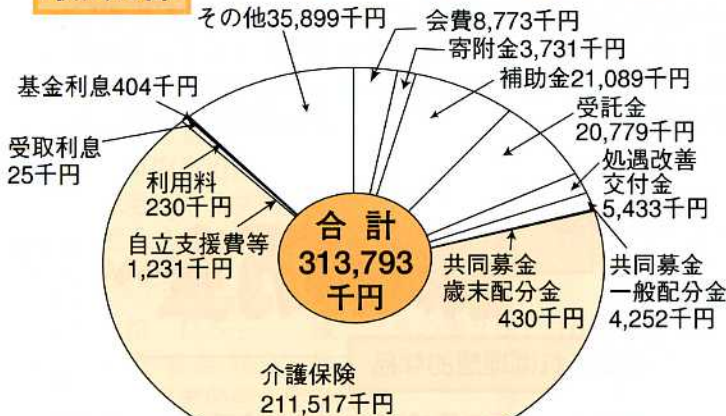 その他35,899千円
会費8,773千円
寄附金3,731千円
補助金21,089千円
受託金
20,779千円
処遇改善
交付金
5,433千円
共同募金
一般配分金
4,252千円
共同募金
歳末配分金
430千円
基金利息404千円
受取利息
25千円
利用料
230千円
自立支援費等
1,231千円
合計
313,793
千円
介護保険
211,517千円